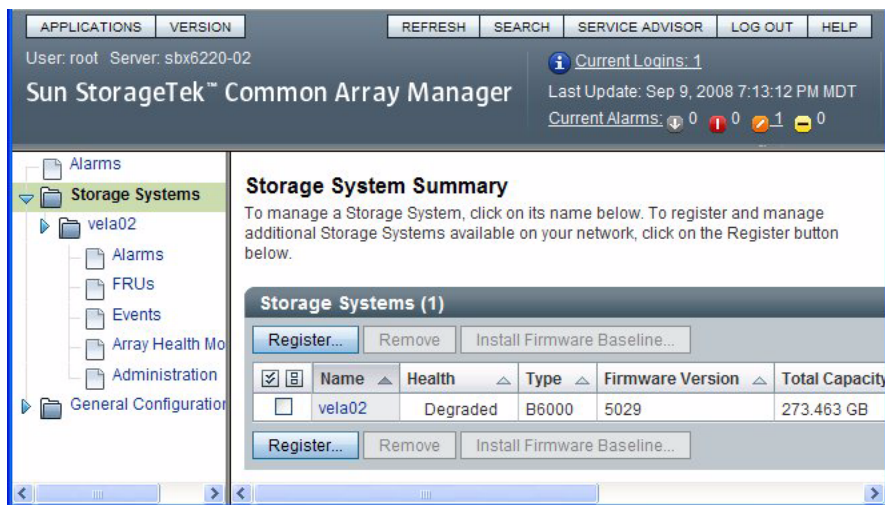 APPLICATIONS VERSION REFRESH SEARCH SERVICE ADVISOR LOG OUT HELP
User: root Server: sbx6220-02
Current Logins: 1
Sun StorageTek™ Common Array Manager
Last Update: Sep 9, 2008 7:13:12 PM MDT
Current Alarms: 0 0 1 0
Alarms
Storage Systems
vela02
Alarms
FRUs
Events
Array Health Mo
Administration
General Configuration
Storage System Summary
To manage a Storage System, click on its name below. To register and manage
additional Storage Systems available on your network, click on the Register button
below.
Storage Systems (1)
Register... Remove Install Firmware Baseline...
Name Health Type Firmware Version Total Capacity
vela02 Degraded B6000 5029 273.463 GB
Register... Remove Install Firmware Baseline...